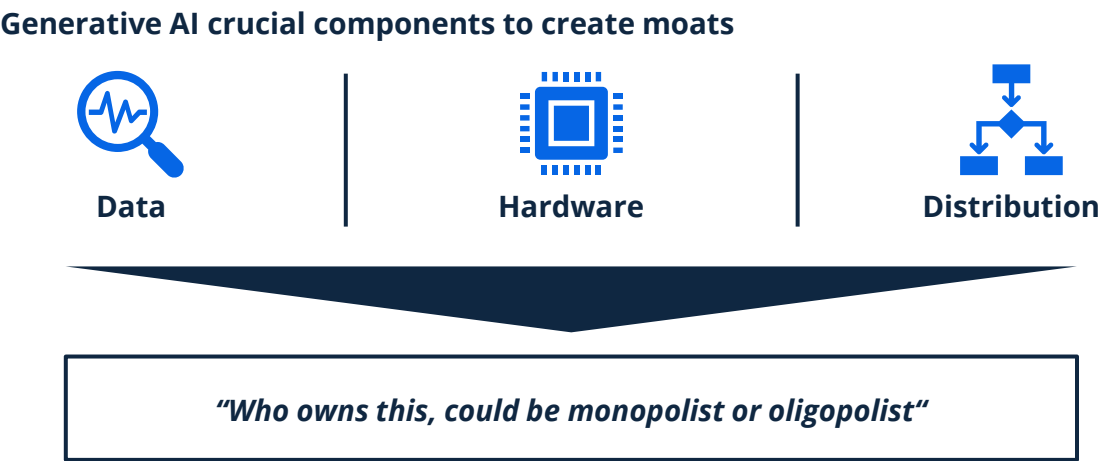 Generative AI crucial components to create moats
Data
Hardware
Distribution
“Who owns this, could be monopolist or oligopolist“